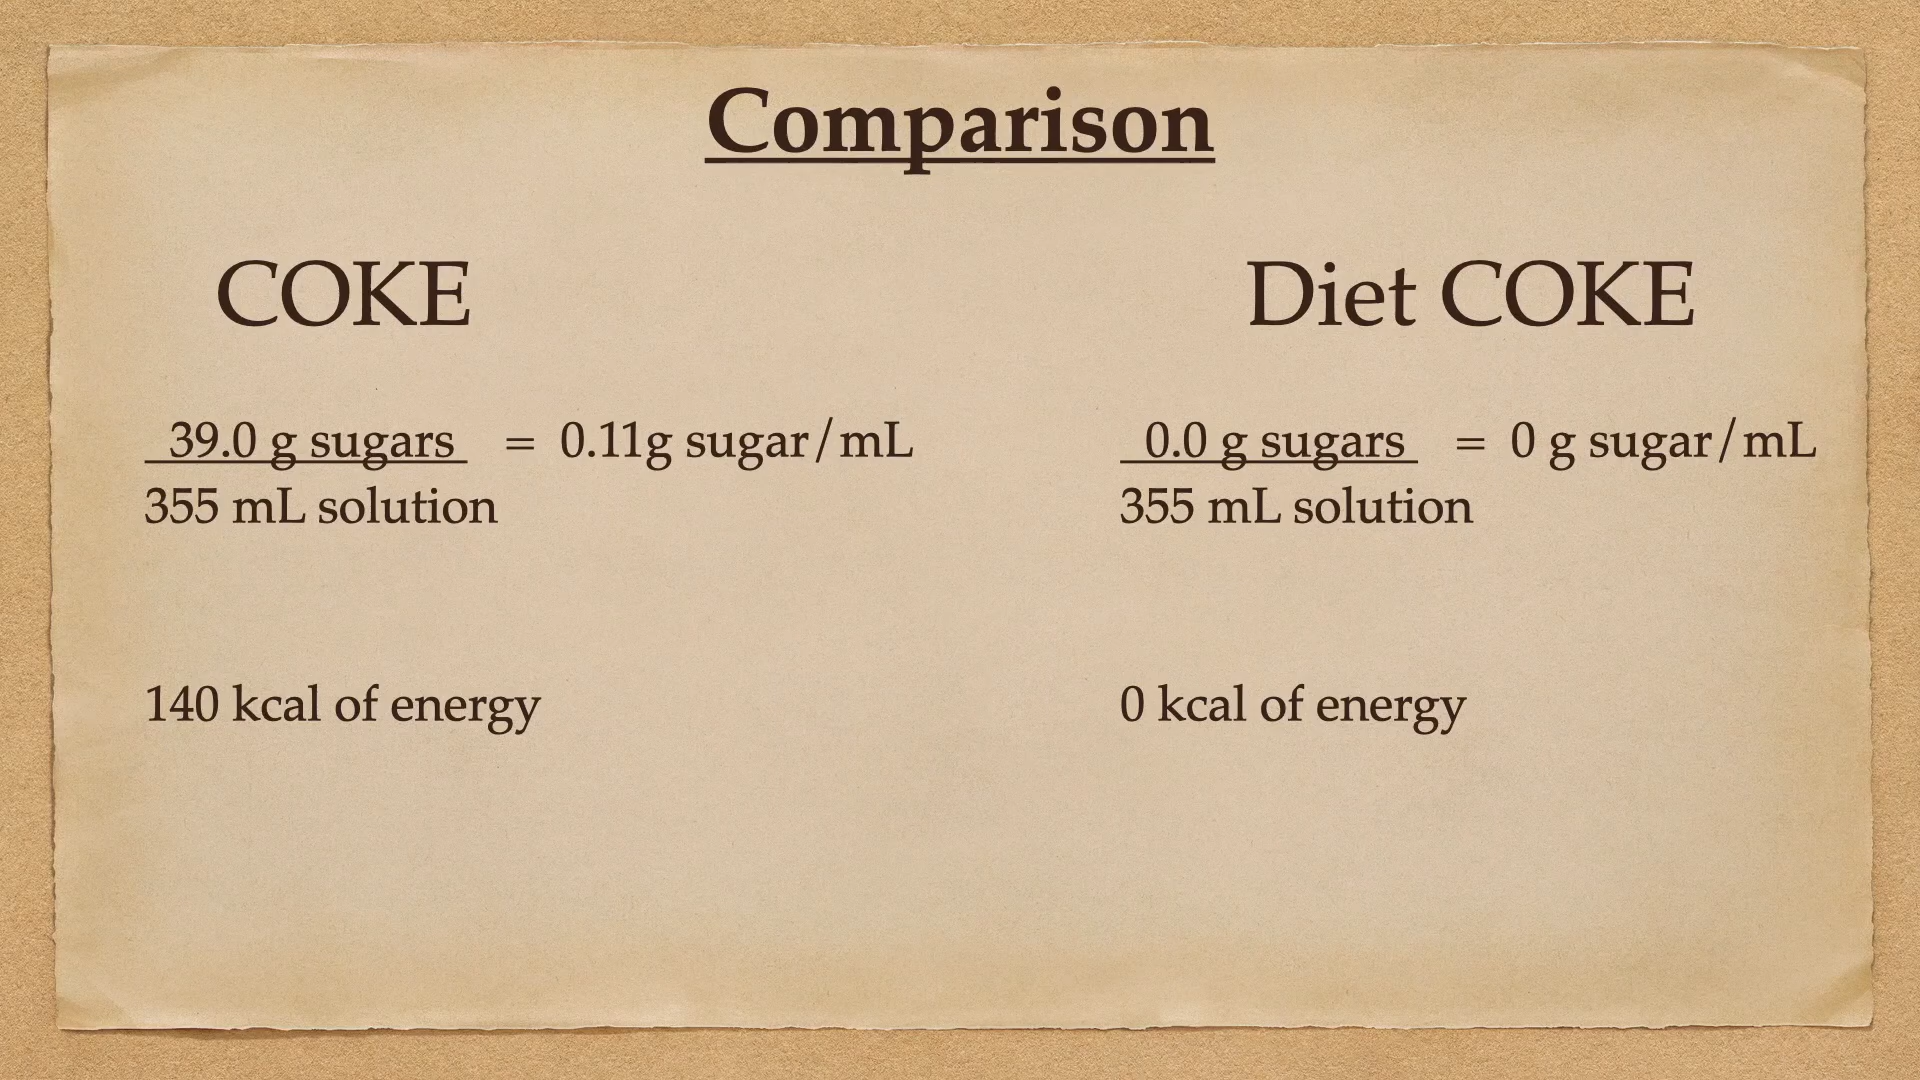 Comparison
COKE
39.0 g sugars = 0.11g sugar/mL
355 mL solution
140 kcal of energy
Diet COKE
0.0 g sugars = 0 g sugar/mL
355 mL solution
0 kcal of energy